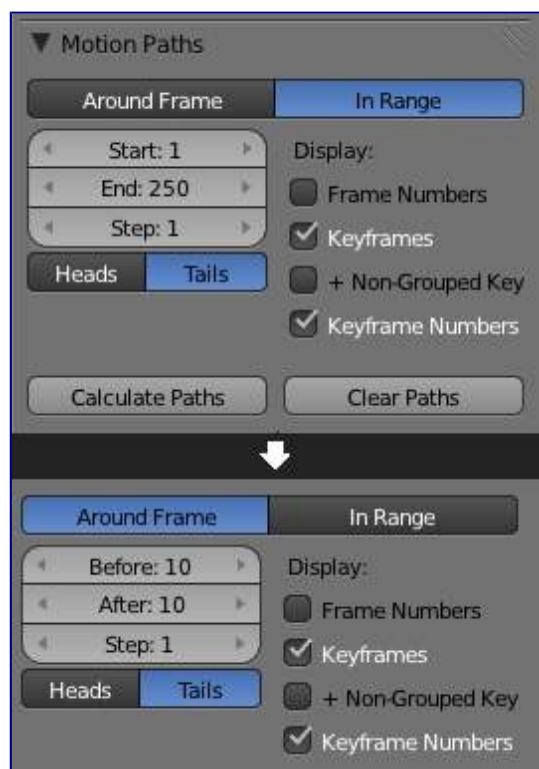 Motion Paths
Around Frame
In Range
Start: 1
End: 250
Step: 1
Heads
Tails
Display:
Frame Numbers
Keyframes
+ Non-Grouped Key
Keyframe Numbers
Calculate Paths
Clear Paths
Around Frame
In Range
Before: 10
After: 10
Step: 1
Heads
Tails
Display:
Frame Numbers
Keyframes
+ Non-Grouped Key
Keyframe Numbers